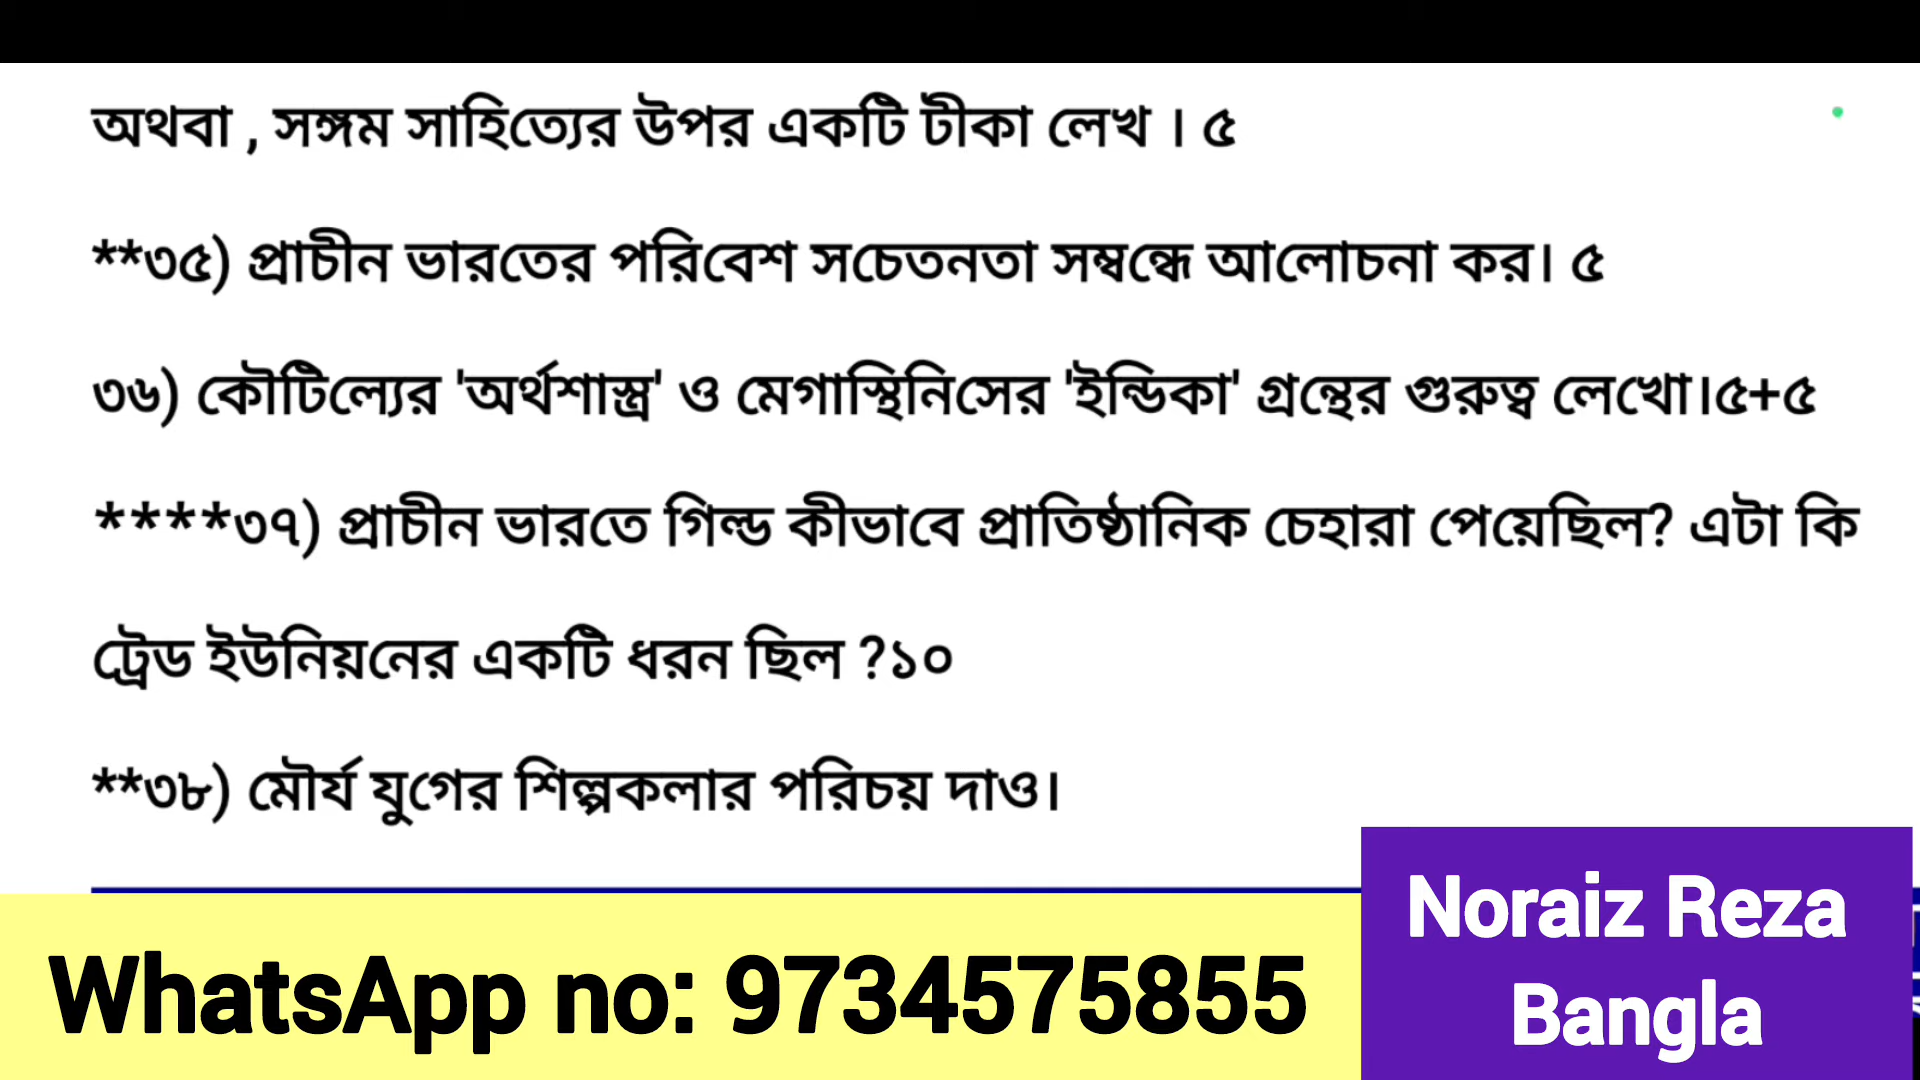 অথবা , সঙ্গম সাহিত্যের উপর একটি টীকা লেখ । ৫
**৩৫) প্রাচীন ভারতের পরিবেশ সচেতনতা সম্বন্ধে আলোচনা কর। ৫
৩৬) কৌটিল্যের 'অর্থশাস্ত্র' ও মেগাস্থিনিসের 'ইন্ডিকা' গ্রন্থের গুরুত্ব লেখো।৫+৫
****৩৭) প্রাচীন ভারতে গিল্ড কীভাবে প্রাতিষ্ঠানিক চেহারা পেয়েছিল? এটা কি
ট্রেড ইউনিয়নের একটি ধরন ছিল ?১০
**৩৮) মৌর্য যুগের শিল্পকলার পরিচয় দাও।
WhatsApp no: 9734575855
Noraiz Reza
Bangla